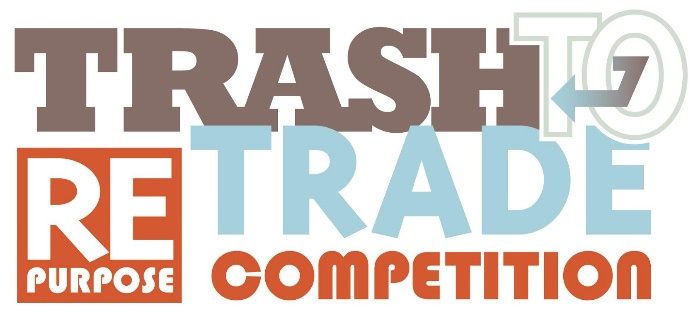 TRASH TO
TRADE
RE
PURPOSE
COMPETITION